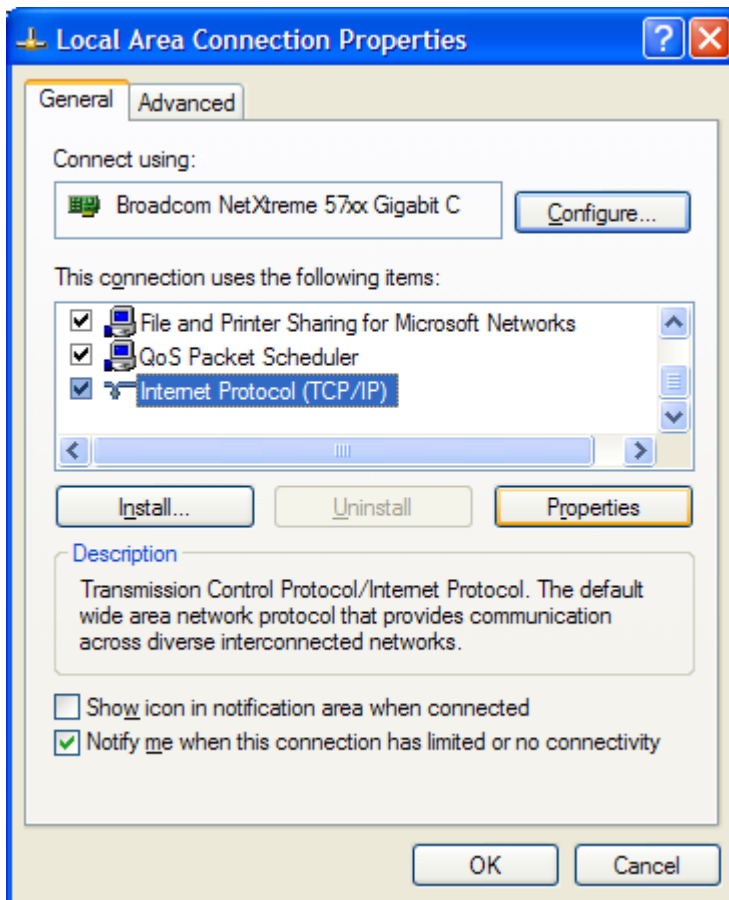 Local Area Connection Properties
General
Advanced
Connect using:
Broadcom NetXtreme 57xx Gigabit C
Configure...
This connection uses the following items:
File and Printer Sharing for Microsoft Networks
QoS Packet Scheduler
Internet Protocol (TCP/IP)
Install...
Uninstall
Properties
Description
Transmission Control Protocol/Internet Protocol. The default
wide area network protocol that provides communication
across diverse interconnected networks.
Show icon in notification area when connected
Notify me when this connection has limited or no connectivity
OK
Cancel